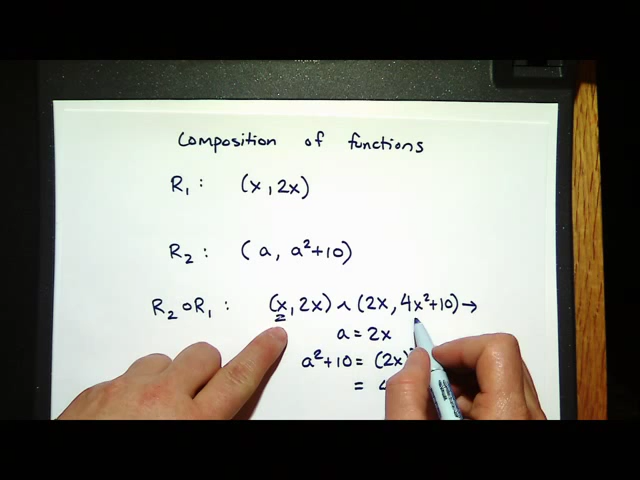 Composition of functions
R₁ : (x, 2x)
R₂ : (a, a²+10)
R₂∘R₁ : (x, 2x) ∧ (2x, 4x²+10) →
a = 2x
a²+10 = (2x)
=